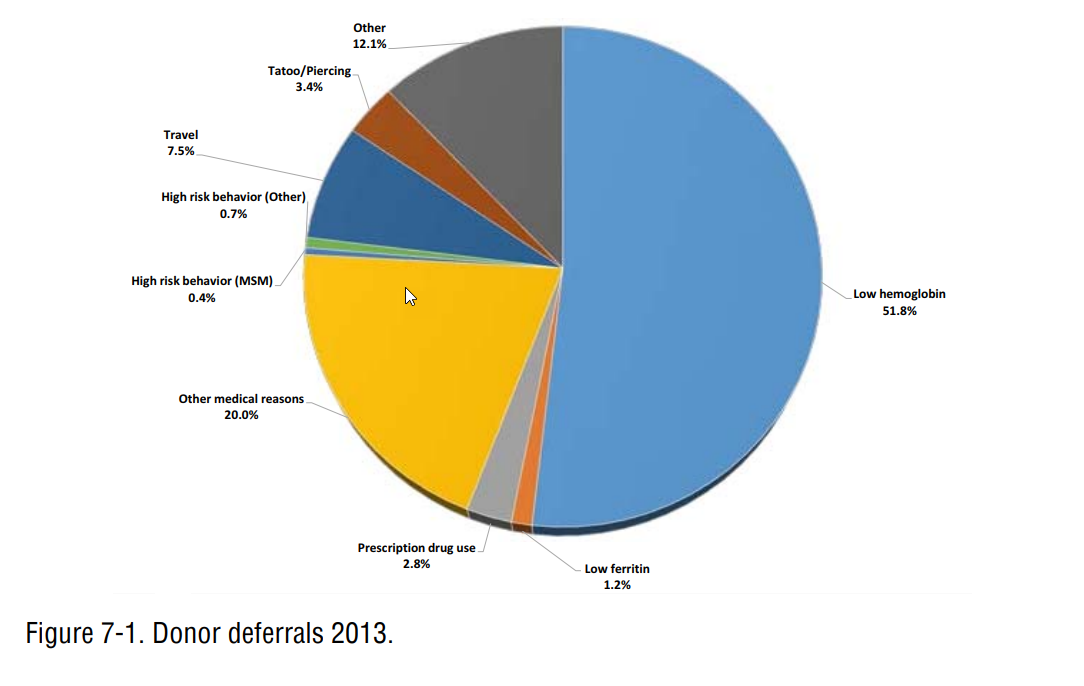 Other
12.1%
Tatoo/Piercing
3.4%
Travel
7.5%
High risk behavior (Other)
0.7%
High risk behavior (MSM)
0.4%
Low hemoglobin
51.8%
Other medical reasons
20.0%
Prescription drug use
2.8%
Low ferritin
1.2%
Figure 7-1. Donor deferrals 2013.